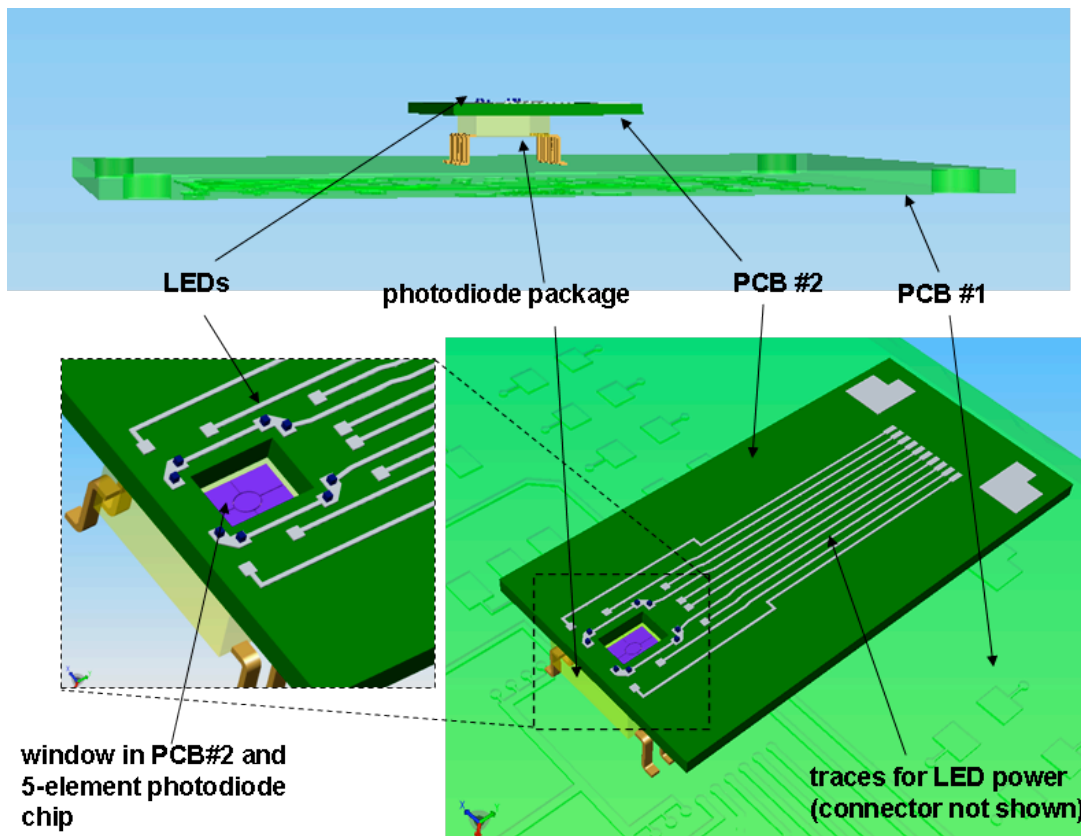 LEDs
photodiode package
PCB #2
PCB #1
window in PCB#2 and
5-element photodiode
chip
traces for LED power
(connector not shown)